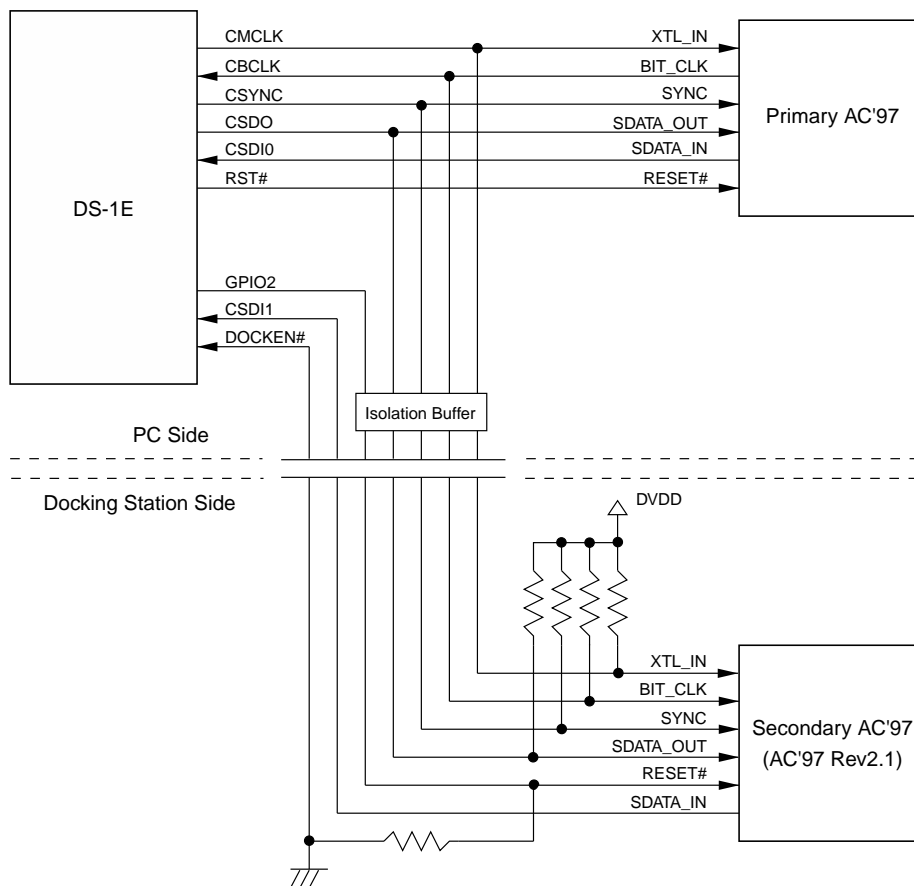 CMCLK
XTL_IN
CBCLK
BIT_CLK
CSYNC
SYNC
CSDO
SDATA_OUT
CSDI0
SDATA_IN
RST#
RESET#
DS-1E
Primary AC'97
GPIO2
CSDI1
DOCKEN#
Isolation Buffer
PC Side
Docking Station Side
DVDD
XTL_IN
BIT_CLK
SYNC
SDATA_OUT
RESET#
SDATA_IN
Secondary AC'97
(AC'97 Rev2.1)